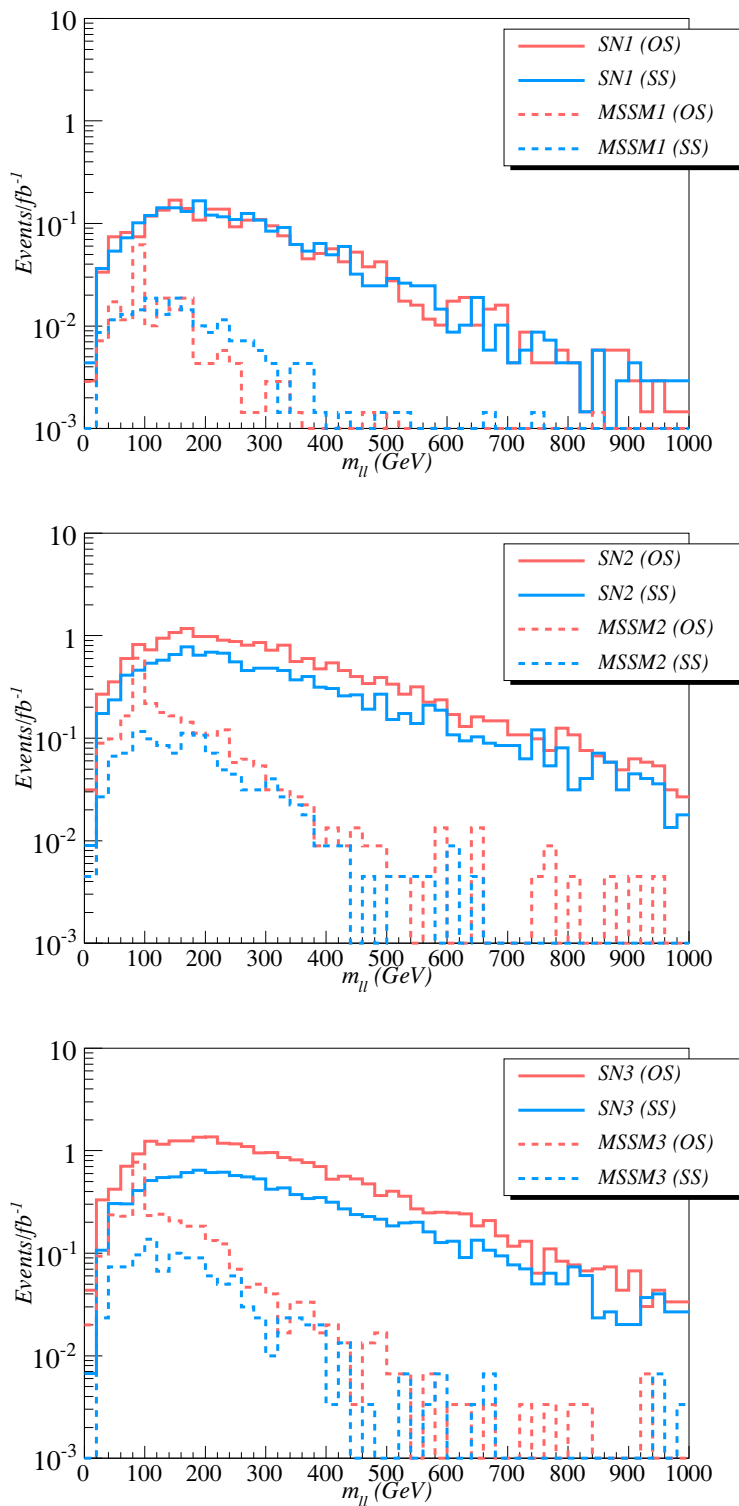 10
1
10^-1
10^-2
10^-3
Events/fb^-1
SN1 (OS)
SN1 (SS)
MSSM1 (OS)
MSSM1 (SS)
0 100 200 300 400 500 600 700 800 900 1000
m_ll (GeV)
10
1
10^-1
10^-2
10^-3
Events/fb^-1
SN2 (OS)
SN2 (SS)
MSSM2 (OS)
MSSM2 (SS)
0 100 200 300 400 500 600 700 800 900 1000
m_ll (GeV)
10
1
10^-1
10^-2
10^-3
Events/fb^-1
SN3 (OS)
SN3 (SS)
MSSM3 (OS)
MSSM3 (SS)
0 100 200 300 400 500 600 700 800 900 1000
m_ll (GeV)